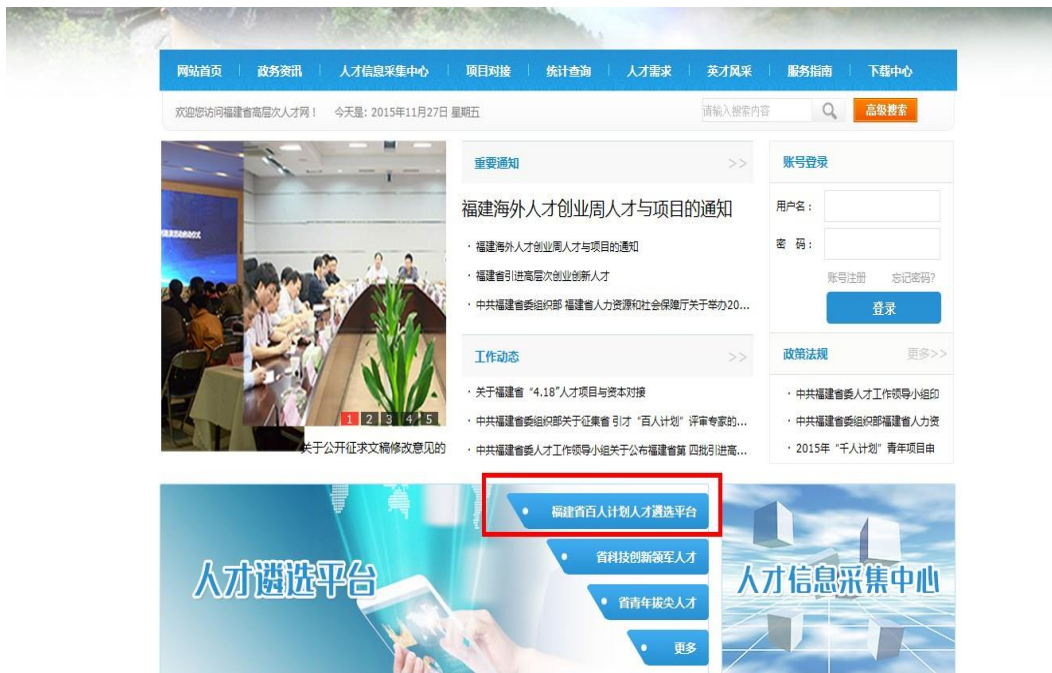 网站首页 政务资讯 人才信息采集中心 项目对接 统计查询 人才需求 英才风采 服务指南 下载中心
欢迎您访问福建省高层次人才网！ 今天是：2015年11月27日 星期五 请输入搜索内容 高级搜索
重要通知 >>
福建海外人才创业周人才与项目的通知
· 福建海外人才创业周人才与项目的通知
· 福建省引进高层次创业创新人才
· 中共福建省委组织部 福建省人力资源和社会保障厅关于举办20...
工作动态 >>
· 关于福建省“4.18”人才项目与资本对接
· 中共福建省委组织部关于征集省 引才“百人计划”评审专家的...
· 中共福建省委人才工作领导小组关于公布福建省第 四批引进高...
1 2 3 4 5
关于公开征求文稿修改意见的
账号登录
用户名：
密 码：
账号注册 忘记密码?
登录
政策法规 更多>>
· 中共福建省委人才工作领导小组印
· 中共福建省委组织部福建省人力资
· 2015年“千人计划”青年项目申
人才遴选平台
• 福建省百人计划人才遴选平台
• 省科技创新领军人才
• 省青年拔尖人才
• 更多
人才信息采集中心